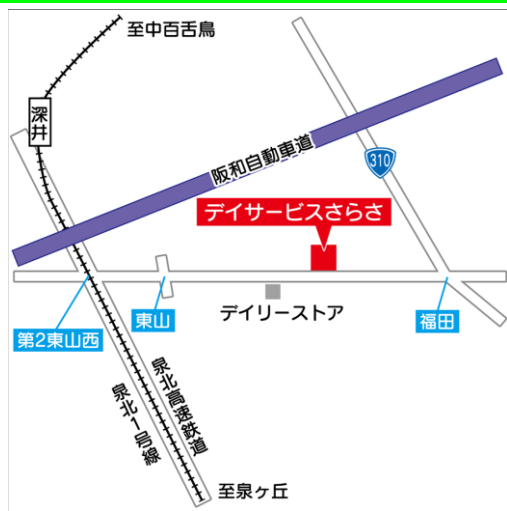 至中百舌鳥
深井
阪和自動車道
310
デイサービスさらさ
デイリーストア
東山
福田
第2東山西
泉北1号線
泉北高速鉄道
至泉ヶ丘